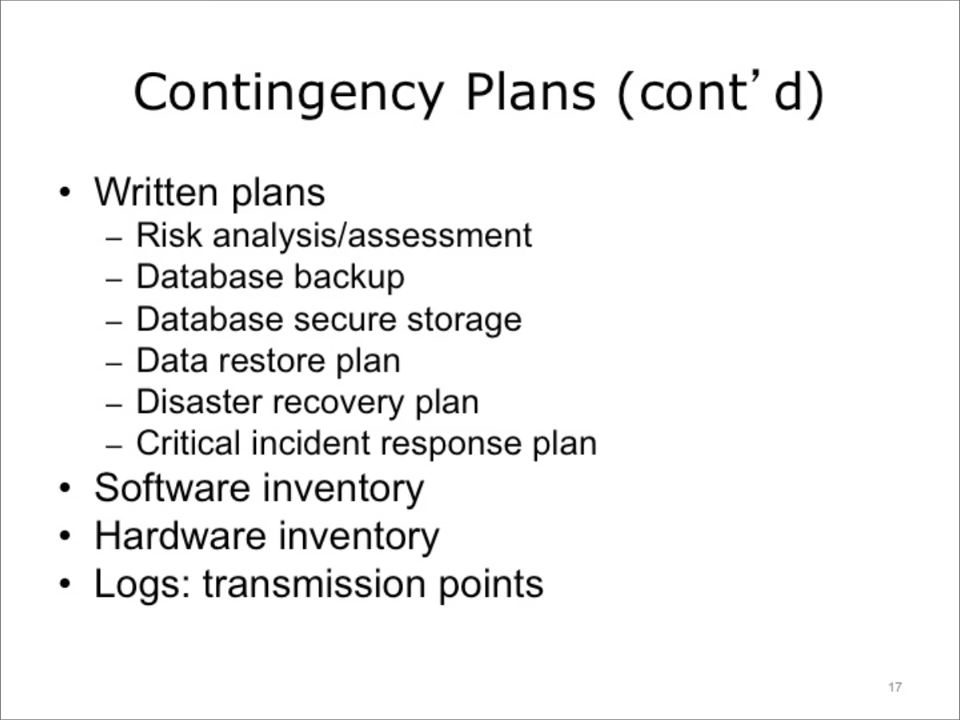 Contingency Plans (cont’d)
• Written plans
– Risk analysis/assessment
– Database backup
– Database secure storage
– Data restore plan
– Disaster recovery plan
– Critical incident response plan
• Software inventory
• Hardware inventory
• Logs: transmission points
17